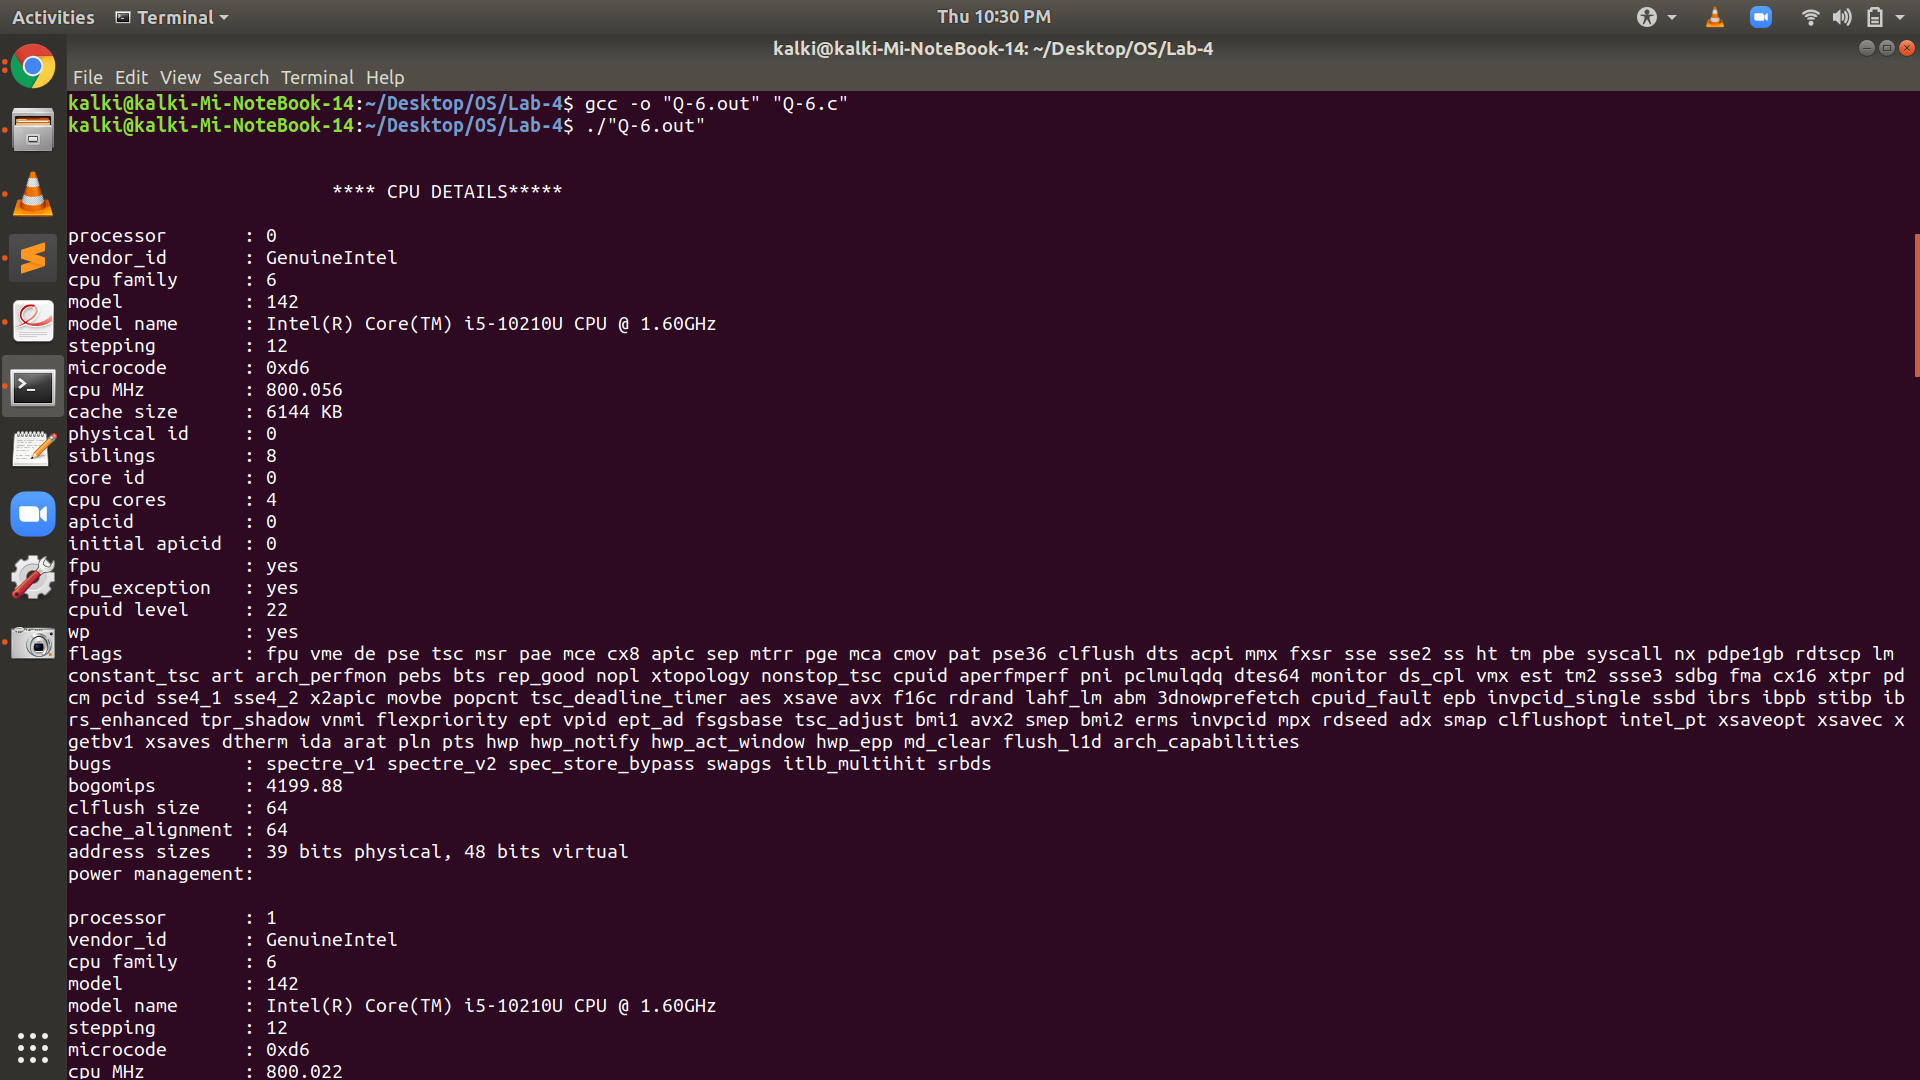 Activities Terminal Thu 10:30 PM
kalki@kalki-Mi-NoteBook-14: ~/Desktop/OS/Lab-4
File Edit View Search Terminal Help
kalki@kalki-Mi-NoteBook-14:~/Desktop/OS/Lab-4$ gcc -o "Q-6.out" "Q-6.c"
kalki@kalki-Mi-NoteBook-14:~/Desktop/OS/Lab-4$ ./"Q-6.out"
**** CPU DETAILS*****
processor : 0
vendor_id : GenuineIntel
cpu family : 6
model : 142
model name : Intel(R) Core(TM) i5-10210U CPU @ 1.60GHz
stepping : 12
microcode : 0xd6
cpu MHz : 800.056
cache size : 6144 KB
physical id : 0
siblings : 8
core id : 0
cpu cores : 4
apicid : 0
initial apicid : 0
fpu : yes
fpu_exception : yes
cpuid level : 22
wp : yes
flags : fpu vme de pse tsc msr pae mce cx8 apic sep mtrr pge mca cmov pat pse36 clflush dts acpi mmx fxsr sse sse2 ss ht tm pbe syscall nx pdpe1gb rdtscp lm
constant_tsc art arch_perfmon pebs bts rep_good nopl xtopology nonstop_tsc cpuid aperfmperf pni pclmulqdq dtes64 monitor ds_cpl vmx est tm2 ssse3 sdbg fma cx16 xtpr pd
cm pcid sse4_1 sse4_2 x2apic movbe popcnt tsc_deadline_timer aes xsave avx f16c rdrand lahf_lm abm 3dnowprefetch cpuid_fault epb invpcid_single ssbd ibrs ibpb stibp ib
rs_enhanced tpr_shadow vnmi flexpriority ept vpid ept_ad fsgsbase tsc_adjust bmi1 avx2 smep bmi2 erms invpcid mpx rdseed adx smap clflushopt intel_pt xsaveopt xsavec x
getbv1 xsaves dtherm ida arat pln pts hwp hwp_notify hwp_act_window hwp_epp md_clear flush_l1d arch_capabilities
bugs : spectre_v1 spectre_v2 spec_store_bypass swapgs itlb_multihit srbds
bogomips : 4199.88
clflush size : 64
cache_alignment : 64
address sizes : 39 bits physical, 48 bits virtual
power management:
processor : 1
vendor_id : GenuineIntel
cpu family : 6
model : 142
model name : Intel(R) Core(TM) i5-10210U CPU @ 1.60GHz
stepping : 12
microcode : 0xd6
cpu MHz : 800.022